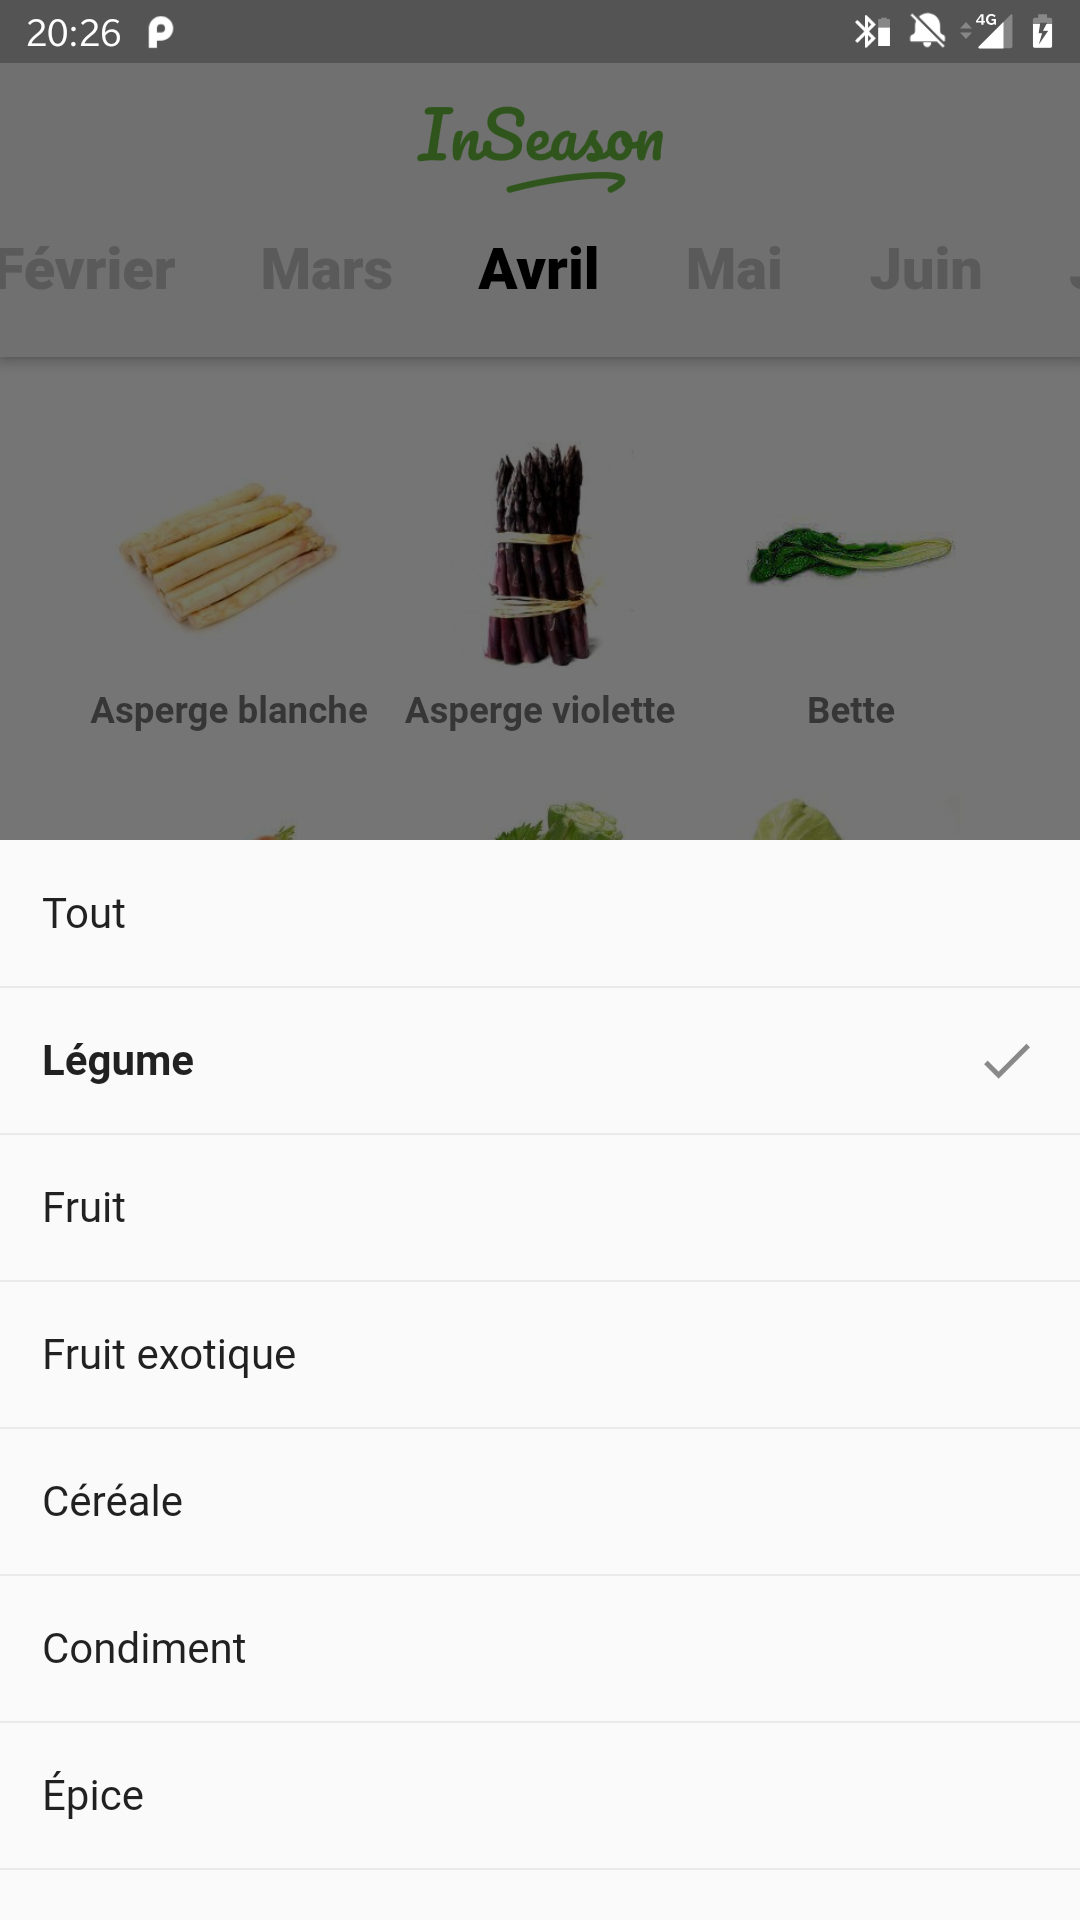 20:26
4G
InSeason
Février Mars Avril Mai Juin J
Asperge blanche Asperge violette Bette
Tout
Légume
Fruit
Fruit exotique
Céréale
Condiment
Épice